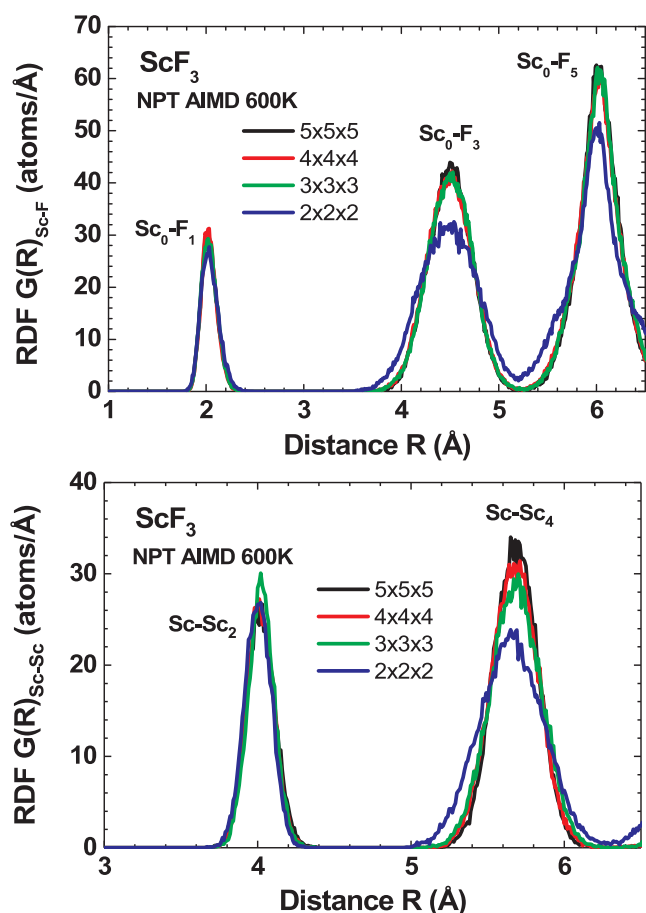 70
60
50
40
30
20
10
0
RDF G(R)Sc-F (atoms/Å)
ScF3
NPT AIMD 600K
5x5x5
4x4x4
3x3x3
2x2x2
Sc0-F1
Sc0-F3
Sc0-F5
1 2 3 4 5 6
Distance R (Å)
40
30
20
10
0
RDF G(R)Sc-Sc (atoms/Å)
ScF3
NPT AIMD 600K
Sc-Sc2
Sc-Sc4
5x5x5
4x4x4
3x3x3
2x2x2
3 4 5 6
Distance R (Å)